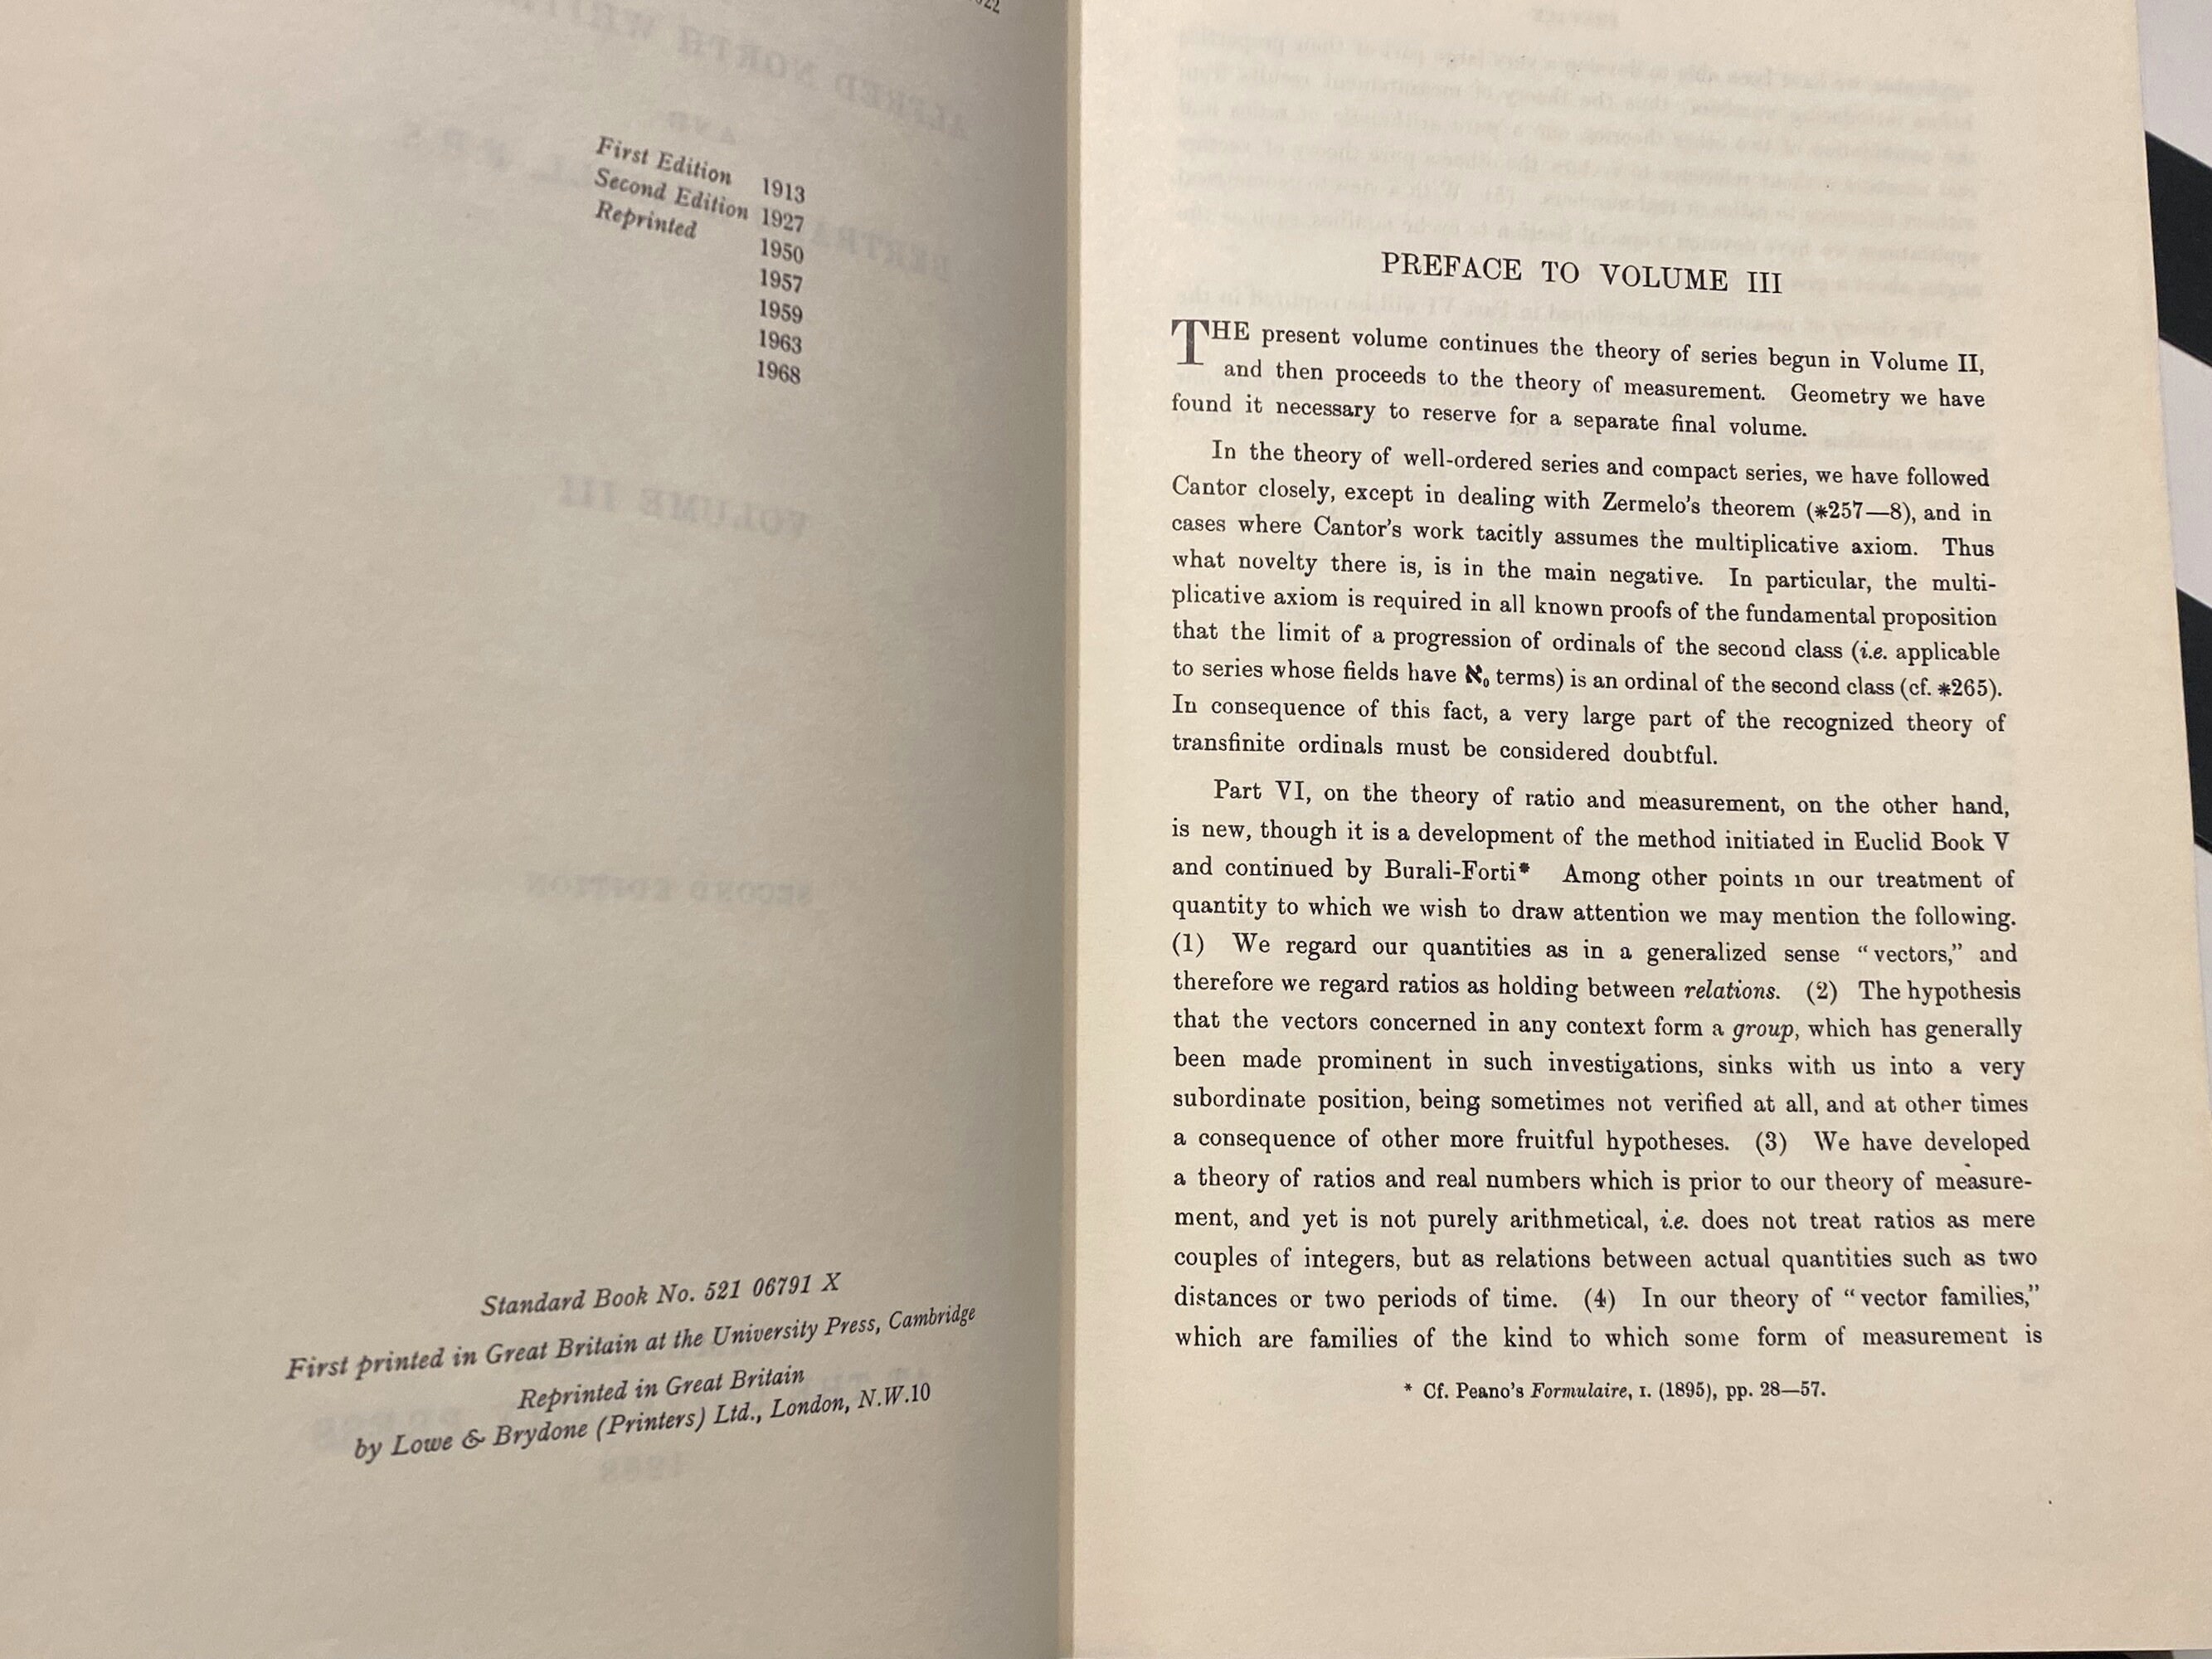 First Edition 1913
Second Edition 1927
Reprinted 1950
1957
1959
1963
1968
VOLUME III
SECOND EDITION
Standard Book No. 521 06791 X
First printed in Great Britain at the University Press, Cambridge
Reprinted in Great Britain
by Lowe & Brydone (Printers) Ltd., London, N.W.10
PREFACE TO VOLUME III
THE present volume continues the theory of series begun in Volume II,
and then proceeds to the theory of measurement. Geometry we have
found it necessary to reserve for a separate final volume.
In the theory of well-ordered series and compact series, we have followed
Cantor closely, except in dealing with Zermelo's theorem (*257—8), and in
cases where Cantor's work tacitly assumes the multiplicative axiom. Thus
what novelty there is, is in the main negative. In particular, the multi-
plicative axiom is required in all known proofs of the fundamental proposition
that the limit of a progression of ordinals of the second class (i.e. applicable
to series whose fields have ℵ₀ terms) is an ordinal of the second class (cf. *265).
In consequence of this fact, a very large part of the recognized theory of
transfinite ordinals must be considered doubtful.
Part VI, on the theory of ratio and measurement, on the other hand,
is new, though it is a development of the method initiated in Euclid Book V
and continued by Burali-Forti* Among other points in our treatment of
quantity to which we wish to draw attention we may mention the following.
(1) We regard our quantities as in a generalized sense “vectors,” and
therefore we regard ratios as holding between relations. (2) The hypothesis
that the vectors concerned in any context form a group, which has generally
been made prominent in such investigations, sinks with us into a very
subordinate position, being sometimes not verified at all, and at other times
a consequence of other more fruitful hypotheses. (3) We have developed
a theory of ratios and real numbers which is prior to our theory of measure-
ment, and yet is not purely arithmetical, i.e. does not treat ratios as mere
couples of integers, but as relations between actual quantities such as two
distances or two periods of time. (4) In our theory of “vector families,”
which are families of the kind to which some form of measurement is
* Cf. Peano's Formulaire, I. (1895), pp. 28—57.